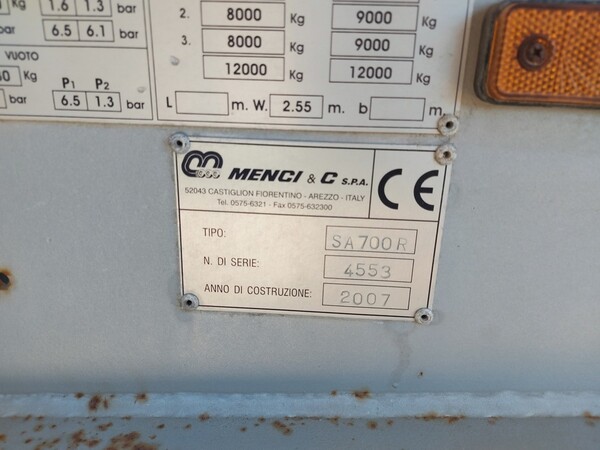 Kg 1.6 1.3 bar
6.5 6.1 bar
VUOTO
Kg P1 P2
bar 6.5 1.3 bar
2. 8000 Kg 9000 Kg
3. 8000 Kg 9000 Kg
12000 Kg 12000 Kg
L m. W. 2.55 m. b m
MENCI & C S.P.A.
52043 CASTIGLION FIORENTINO - AREZZO - ITALY
Tel. 0575-6321 - Fax 0575-632300
CE
TIPO: SA700R
N. DI SERIE: 4553
ANNO DI COSTRUZIONE: 2007